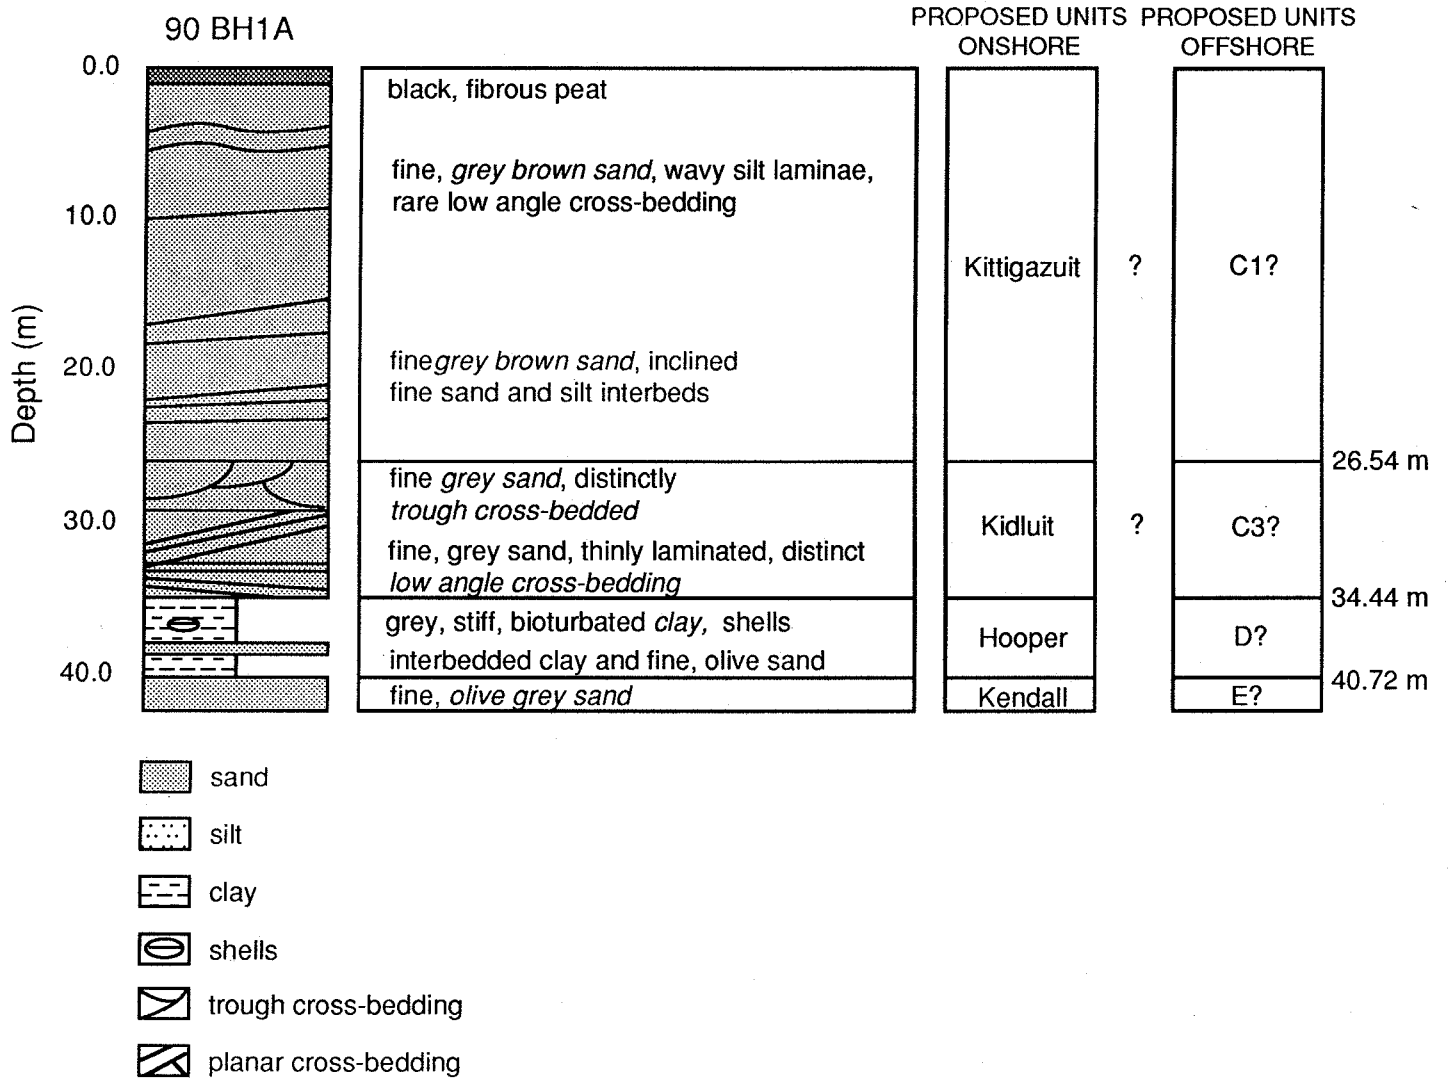 90 BH1A
PROPOSED UNITS
ONSHORE
PROPOSED UNITS
OFFSHORE
Depth (m)
0.0
10.0
20.0
30.0
40.0
black, fibrous peat
fine, grey brown sand, wavy silt laminae,
rare low angle cross-bedding
finegrey brown sand, inclined
fine sand and silt interbeds
fine grey sand, distinctly
trough cross-bedded
fine, grey sand, thinly laminated, distinct
low angle cross-bedding
grey, stiff, bioturbated clay, shells
interbedded clay and fine, olive sand
fine, olive grey sand
Kittigazuit
?
C1?
26.54 m
Kidluit
?
C3?
34.44 m
Hooper
D?
40.72 m
Kendall
E?
sand
silt
clay
shells
trough cross-bedding
planar cross-bedding